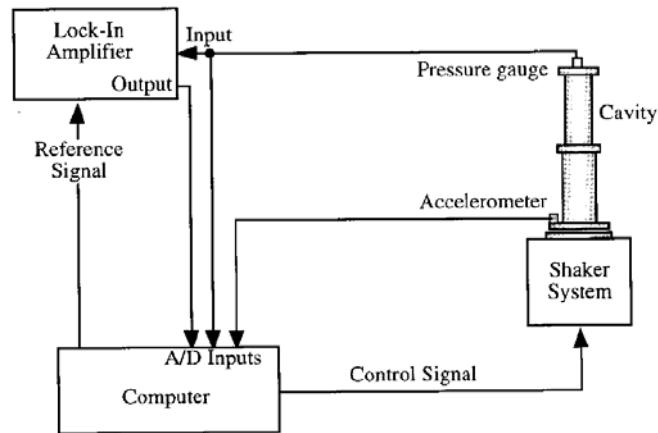 Lock-In
Amplifier
Input
Output
Pressure gauge
Cavity
Reference
Signal
Accelerometer
Shaker
System
A/D Inputs
Computer
Control Signal